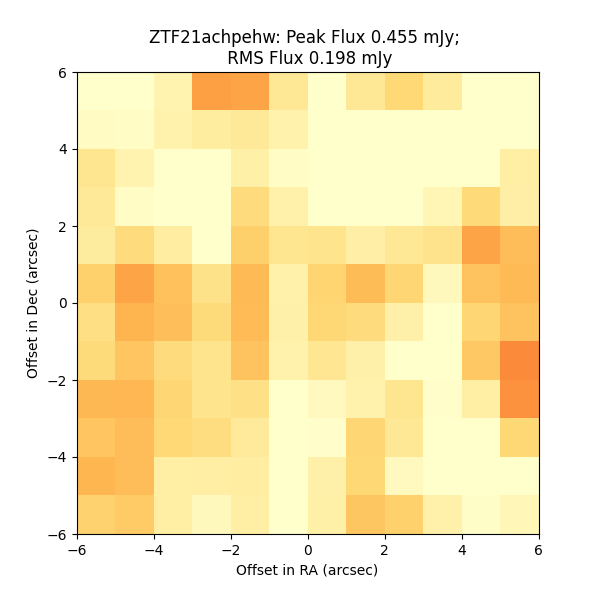 ZTF21achpehw: Peak Flux 0.455 mJy;
RMS Flux 0.198 mJy
6
4
2
0
−2
−4
−6
Offset in Dec (arcsec)
−6 −4 −2 0 2 4 6
Offset in RA (arcsec)